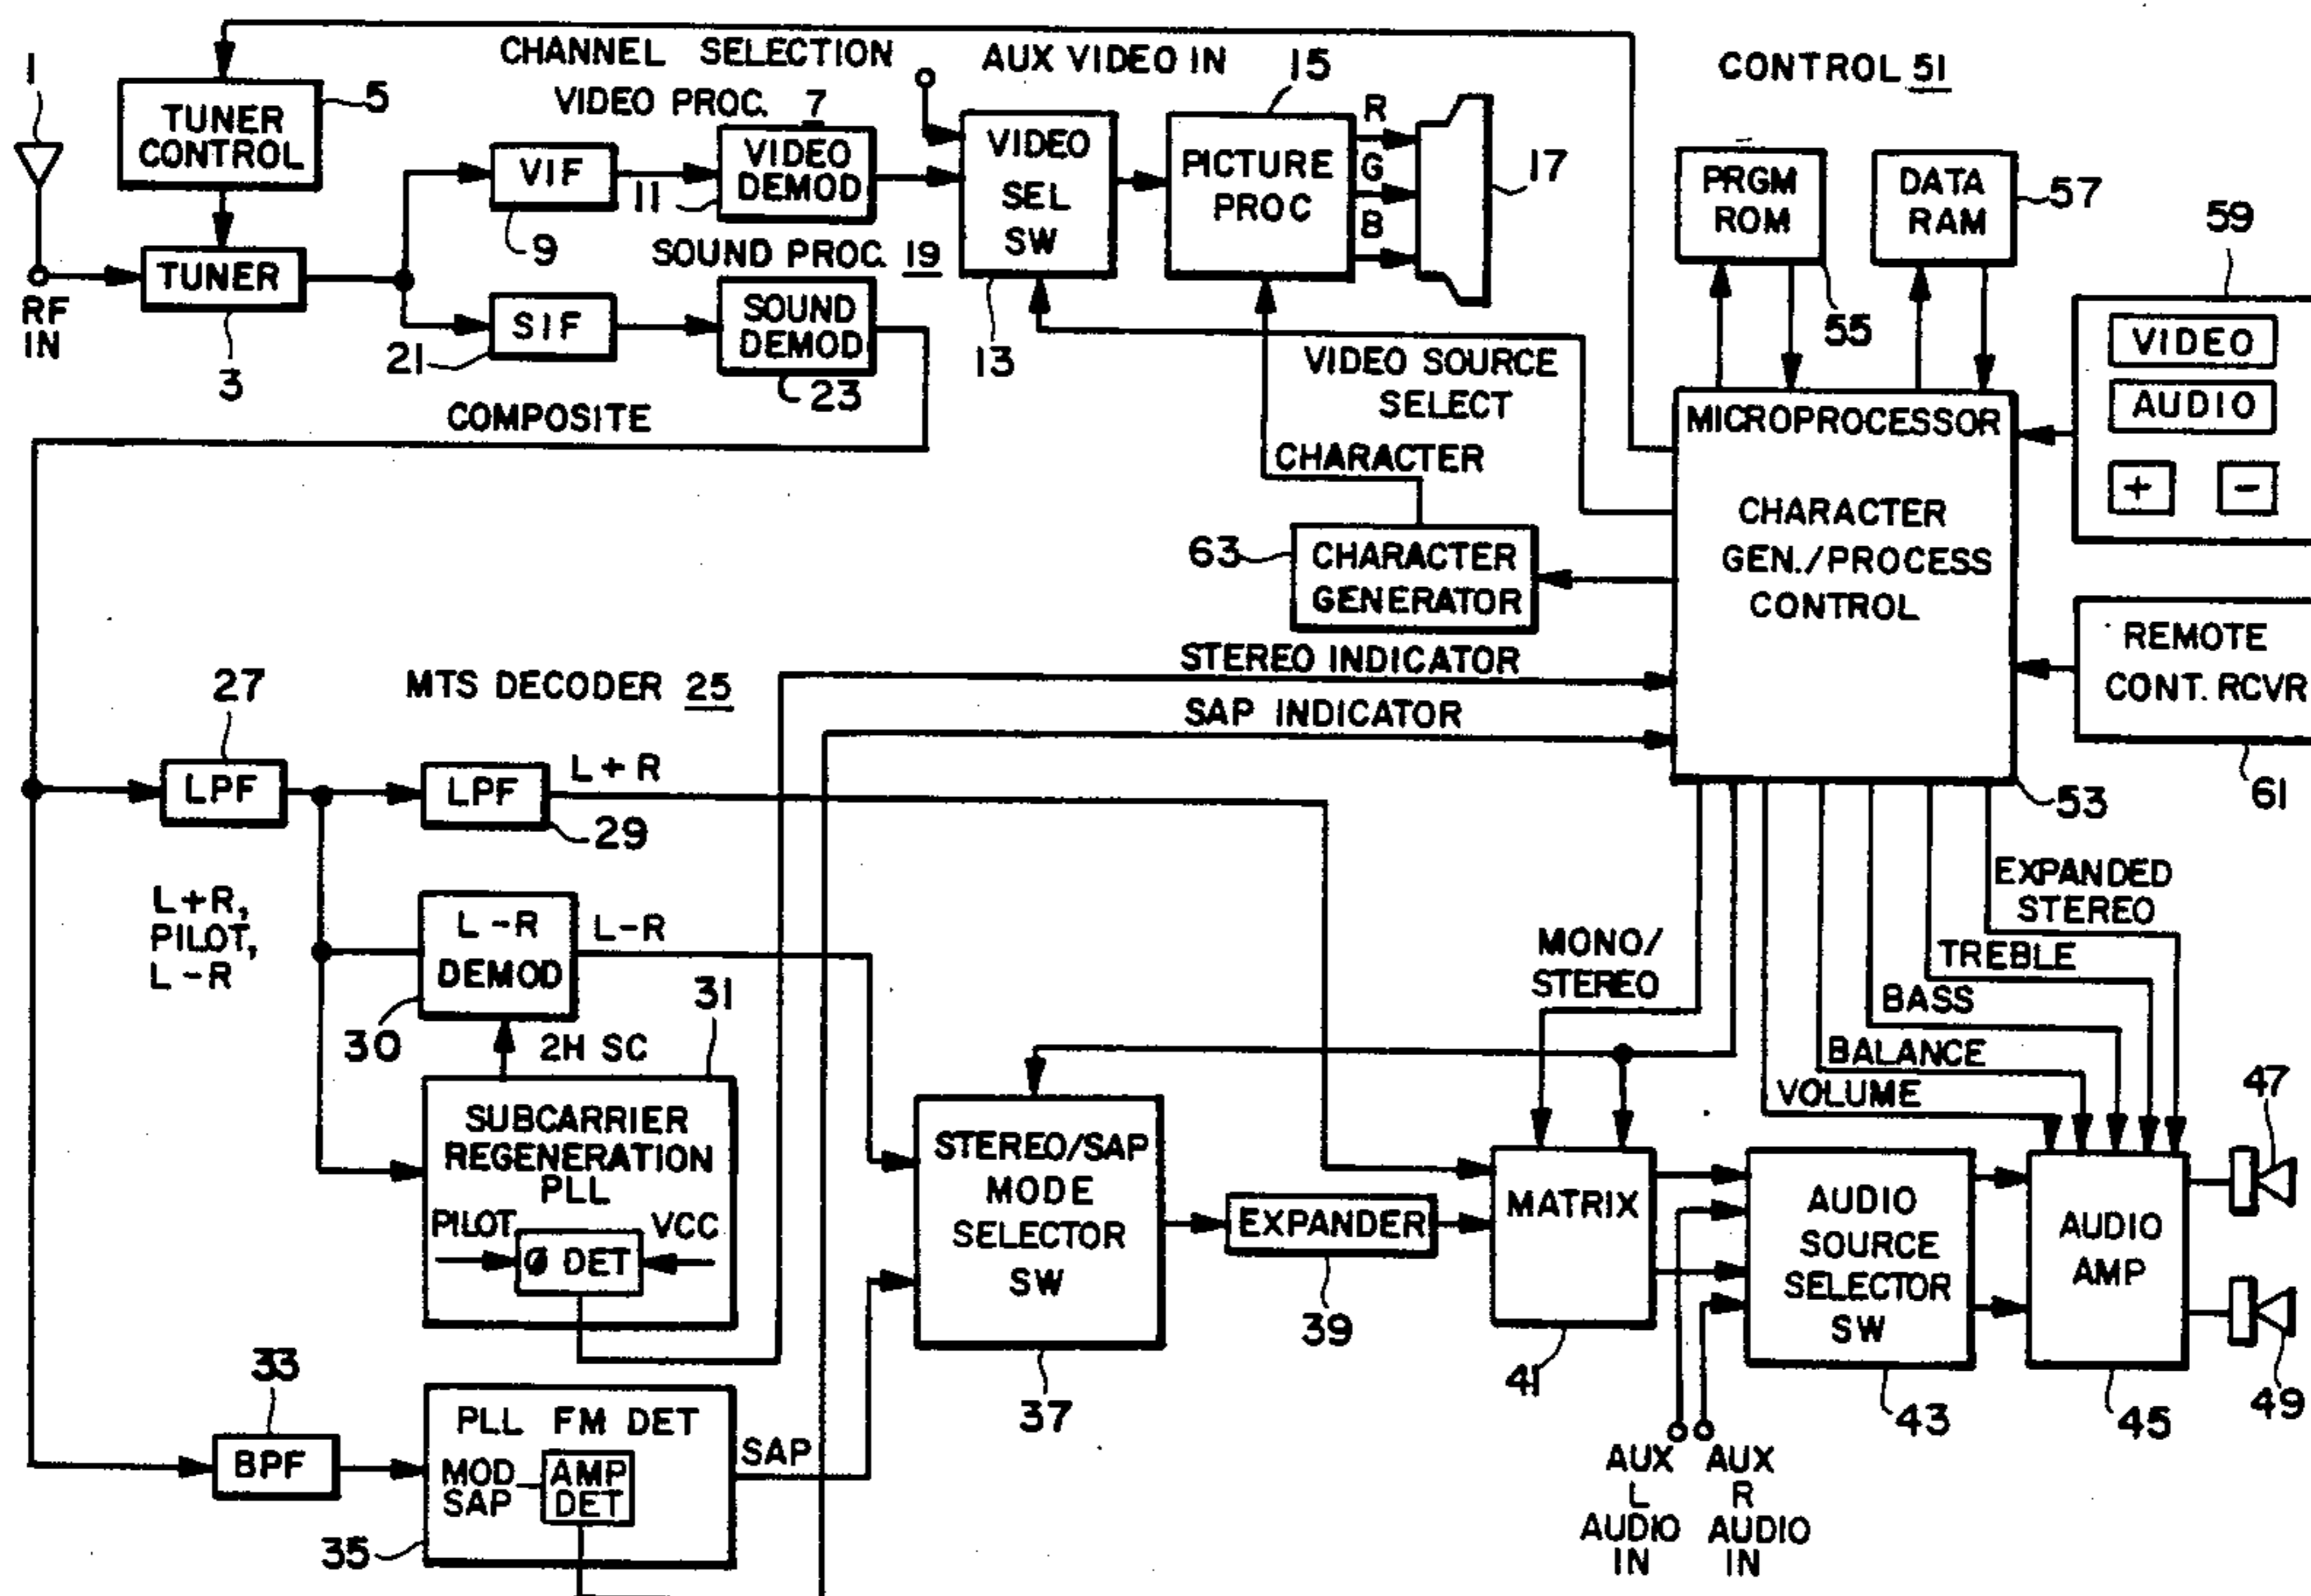 1
CHANNEL SELECTION
AUX VIDEO IN
CONTROL 51
5
TUNER
CONTROL
VIDEO PROC. 7
15
VIF
9
11
VIDEO
DEMOD
VIDEO
SEL
SW
13
PICTURE
PROC
R
G
B
17
PRGM
ROM
55
DATA
RAM
57
59
VIDEO
AUDIO
+
-
RF
IN
TUNER
3
SOUND PROC. 19
SIF
21
SOUND
DEMOD
23
COMPOSITE
VIDEO SOURCE
SELECT
CHARACTER
63
CHARACTER
GENERATOR
MICROPROCESSOR
CHARACTER
GEN./PROCESS
CONTROL
53
REMOTE
CONT. RCVR
61
STEREO INDICATOR
SAP INDICATOR
MTS DECODER 25
27
LPF
LPF
29
L+R
L+R,
PILOT,
L-R
L-R
DEMOD
30
L-R
2H SC
31
SUBCARRIER
REGENERATION
PLL
PILOT
Ø DET
VCC
33
BPF
PLL FM DET
MOD
SAP
AMP
DET
35
SAP
STEREO/SAP
MODE
SELECTOR
SW
37
EXPANDER
39
MONO/
STEREO
EXPANDED
STEREO
TREBLE
BASS
BALANCE
VOLUME
MATRIX
41
AUDIO
SOURCE
SELECTOR
SW
43
AUDIO
AMP
45
47
49
AUX
L
AUDIO
IN
AUX
R
AUDIO
IN